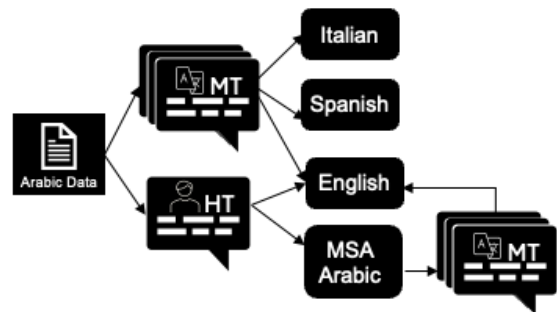 Italian
MT
Spanish
Arabic Data
English
HT
MSA
Arabic
MT